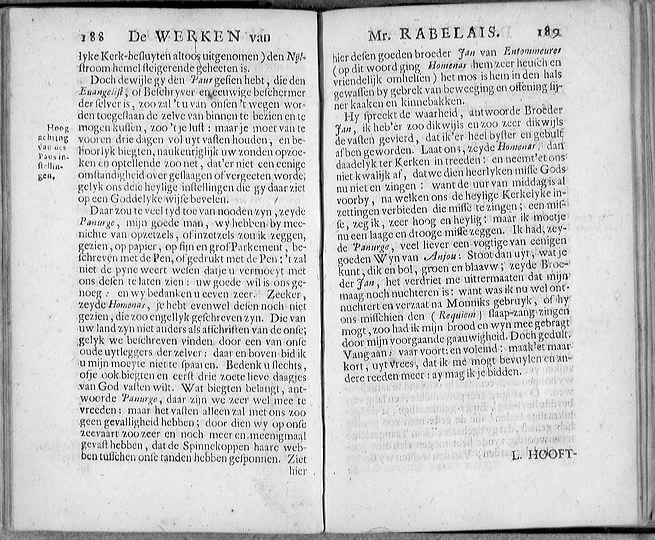 188 De WERKEN van
lyke Kerk-besluyten altoos uitgenomen) den Nyl-
stroom hemel steigerende geheeten is.
Doch dewijle gy den Paus gesien hebt, die den
Euangelist, of Beschryver en eeuwige beschermer
der selver is, zoo zal 't u van onsen 't wegen wor-
den toegestaan de zelve van binnen te bezien en te
mogen kussen, zoo 't je lust: maar je moet van te
vooren drie dagen vol uyt vasten houden, en be-
hoorlyk biegten, naukeuriglijk uw zonden opzoe-
ken en optellende zoo net, dat'er niet een eenige
omstandigheid over geslaagen of vergeeten worde;
gelyk ons deie heylige instellingen die gy daar ziet
op een Goddelyke wijse bevelen.
Hoog
achting
van des
Paus in-
stellin-
gen,
Daar zou te veel tyd toe van nooden zyn, zeyde
Panurge, mijn goede man, wy hebben by mee-
nichte van opzetzels, of inzetzels zou ik zeggen,
gezien, op papier, op fijn en grof Parkement, be-
schreven met de Pen, of gedrukt met de Pen: 't zal
niet de pyne weert wesen datje u vermoeyt met
ons desen te laten zien: uw goede wil is ons ge-
noeg: en wy bedanken u eeven zeer. Zeeker,
zeyde Homenas, je hebt evenwel desen noch niet
gezien, die zoo engellyk geschreven zyn. Die van
uw land zyn niet anders als afschriften van de onse;
gelyk we beschreven vinden door een van onse
oude uytleggers der zelver: daar en boven bid ik
u mijn moeyte niet te spaaren. Bedenk u slechts,
ofje ook biegten en eerst drie zoete lieve daagjes
van God vasten wilt. Wat biegten belangt, ant-
woorde Panurge, daar zijn we zeer wel mee te
vreeden: maar het vasten alleen zal met ons zoo
geen gevalligheid hebben; door dien wy op onse
zeevaart zoo zeer en noch meer en meenigmaal
gevast hebben, dat de Spinnekoppen haare web-
ben tusschen onse tanden hebben gesponnen. Ziet
hier
Mr. RABELAIS. 189
hier desen goeden broeder Jan van Entommeures
(op dit woord ging Homenas hem zeer heusch en
vriendelijk omhelsen) het mos is hem in den hals
gewassen by gebrek van beweeging en oefening sij-
ner kaaken en kinnebakken.
Hy spreekt de waarheid, antwoorde Broeder
Jan, ik heb'er zoo dikwijls en zoo zeer dikwijls
de vasten gevierd, dat ik'er heel byster en gebult
af ben geworden. Laat ons, zeyde Homenas, dan
daadelyk ter Kerken in treeden: en neemt'et ons
niet kwalijk af, dat we dien heerlyken misse Gods
nu niet en zingen: want de uur van middag is al
voorby, na welken ons de heylige Kerkelyke in-
zettingen verbieden die misse te zingen; een mis-
se, zeg ik, zeer hoog en heylig: maar ik moetje
nu een laage en drooge misse zeggen. Ik had, zey-
de Panurge, veel liever een vogtige van eenigen
goeden Wyn van Anjou: Stoot dan uyt, wat je
kunt, dik en bol, groen en blaauw; zeyde Broe-
der Jan, het verdriet me uittermaaten dat mijn
maag noch nuchteren is: want was ik nu wel ont-
nuchtert en verzaat na Monniks gebruyk, of hy
ons misschien den (Requiem) slaap-zang zingen
mogt, zoo had ik mijn brood en wyn mee gebragt
door mijn voorgaande gaauwigheid. Doch gedult.
Vang aan: vaar voort: en voleind: maak'et maar
kort, uyt vrees, dat ik me mogt bevuylen en an-
dere reeden meer: ay mag ik je bidden.
L. HOOFT-